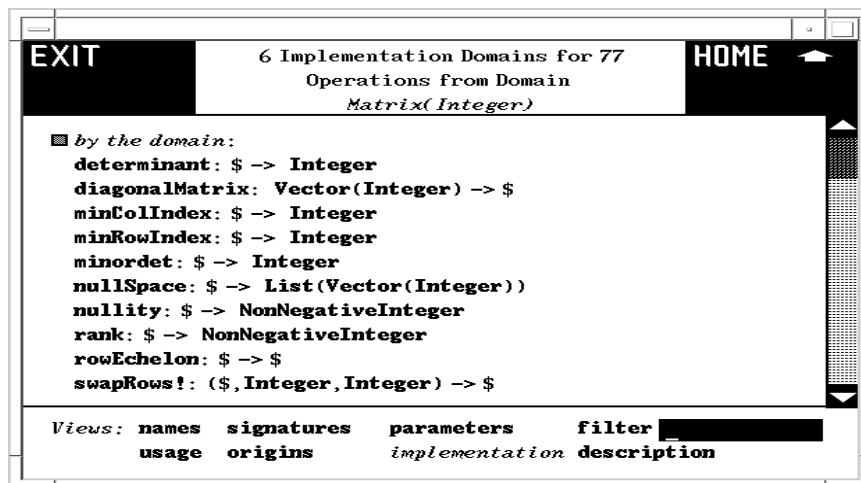 EXIT
6 Implementation Domains for 77
Operations from Domain
Matrix(Integer)
HOME
by the domain:
determinant: $ -> Integer
diagonalMatrix: Vector(Integer) -> $
minColIndex: $ -> Integer
minRowIndex: $ -> Integer
minordet: $ -> Integer
nullSpace: $ -> List(Vector(Integer))
nullity: $ -> NonNegativeInteger
rank: $ -> NonNegativeInteger
rowEchelon: $ -> $
swapRows!: ($,Integer,Integer) -> $
Views: names signatures parameters filter
usage origins implementation description